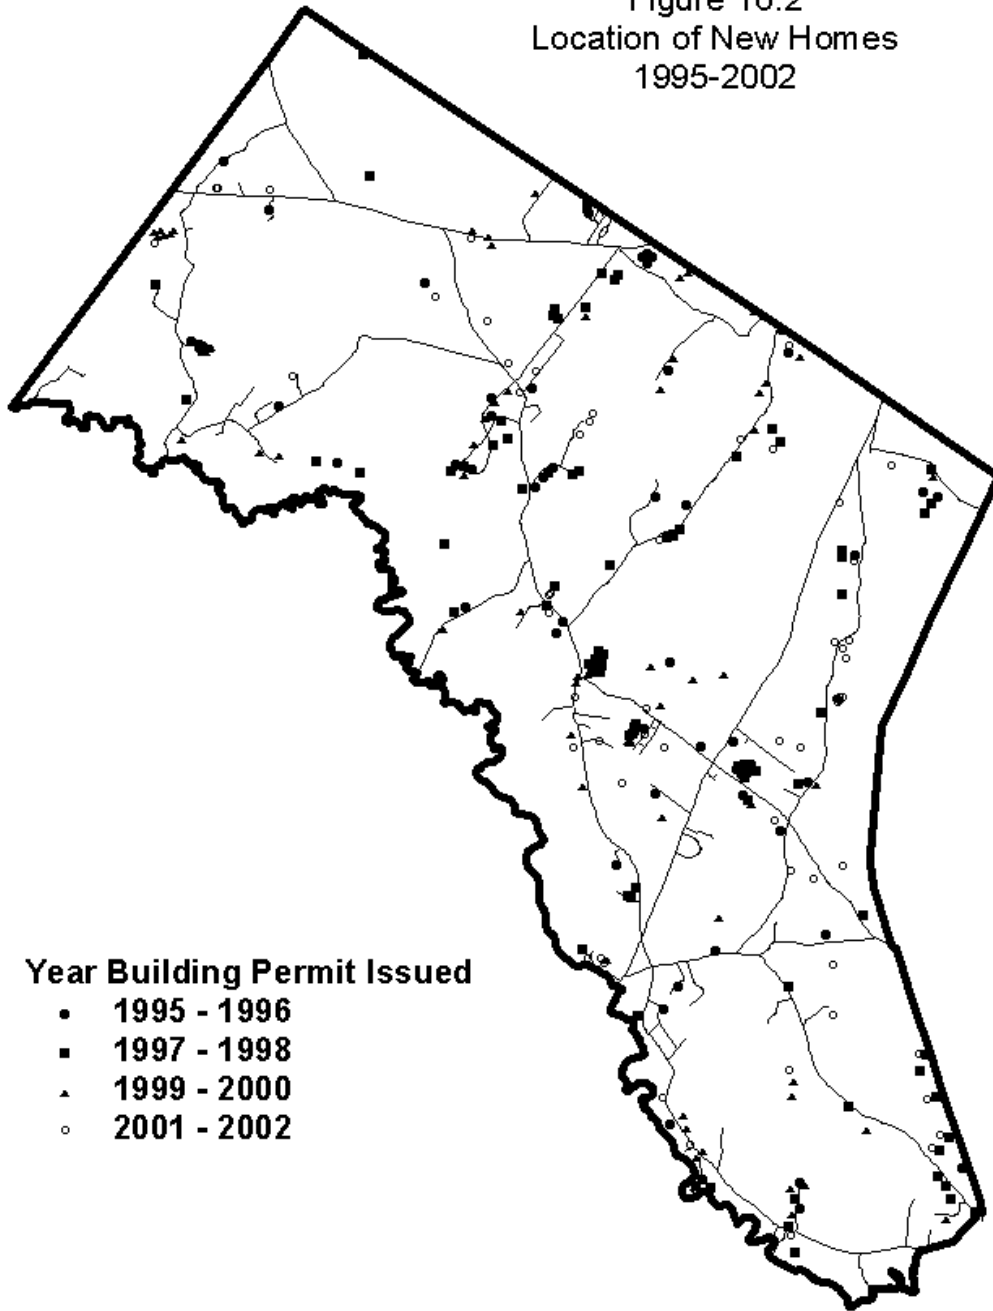 Figure 16.2
Location of New Homes
1995-2002
Year Building Permit Issued
1995 - 1996
1997 - 1998
1999 - 2000
2001 - 2002